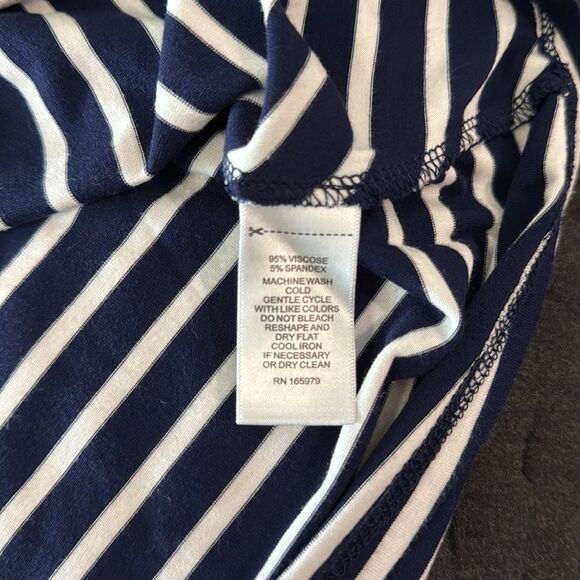 95% VISCOSE
5% SPANDEX
MACHINE WASH
COLD
GENTLE CYCLE
WITH LIKE COLORS
DO NOT BLEACH
RESHAPE AND
DRY FLAT
COOL IRON
IF NECESSARY
OR DRY CLEAN
RN 165979